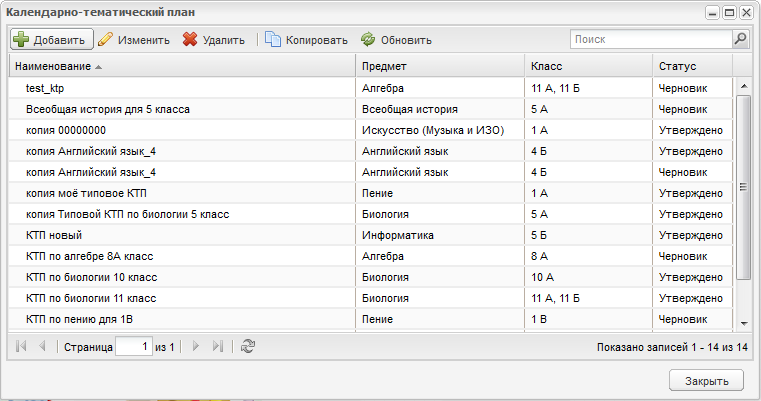 Календарно-тематический план
Добавить Изменить Удалить Копировать Обновить Поиск
Наименование Предмет Класс Статус
test_ktp Алгебра 11 А, 11 Б Черновик
Всеобщая история для 5 класса Всеобщая история 5 А Черновик
копия 00000000 Искусство (Музыка и ИЗО) 1 А Утверждено
копия Английский язык_4 Английский язык 4 Б Утверждено
копия Английский язык_4 Английский язык 4 Б Черновик
копия моё типовое КТП Пение 1 А Утверждено
копия Типовой КТП по биологии 5 класс Биология 5 А Утверждено
КТП новый Информатика 5 Б Утверждено
КТП по алгебре 8А класс Алгебра 8 А Черновик
КТП по биологии 10 класс Биология 10 А Утверждено
КТП по биологии 11 класс Биология 11 А, 11 Б Утверждено
КТП по пению для 1В Пение 1 В Черновик
Страница 1 из 1 Показано записей 1 - 14 из 14
Закрыть